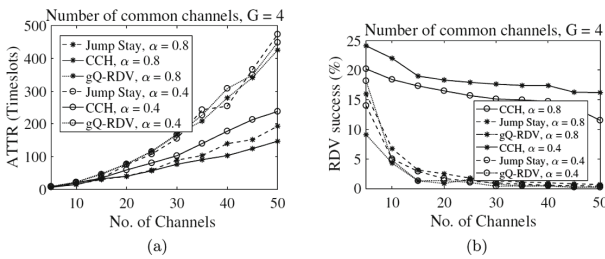 Number of common channels, G = 4
ATTR (Timeslots)
500
400
300
200
100
0
Jump Stay, α = 0.8
CCH, α = 0.8
gQ-RDV, α = 0.8
Jump Stay, α = 0.4
CCH, α = 0.4
gQ-RDV, α = 0.4
10 20 30 40 50
No. of Channels
(a)
Number of common channels, G = 4
RDV success (%)
25
20
15
10
5
0
CCH, α = 0.8
Jump Stay, α = 0.8
gQ-RDV, α = 0.8
CCH, α = 0.4
Jump Stay, α = 0.4
gQ-RDV, α = 0.4
0 10 20 30 40 50
No. of Channels
(b)